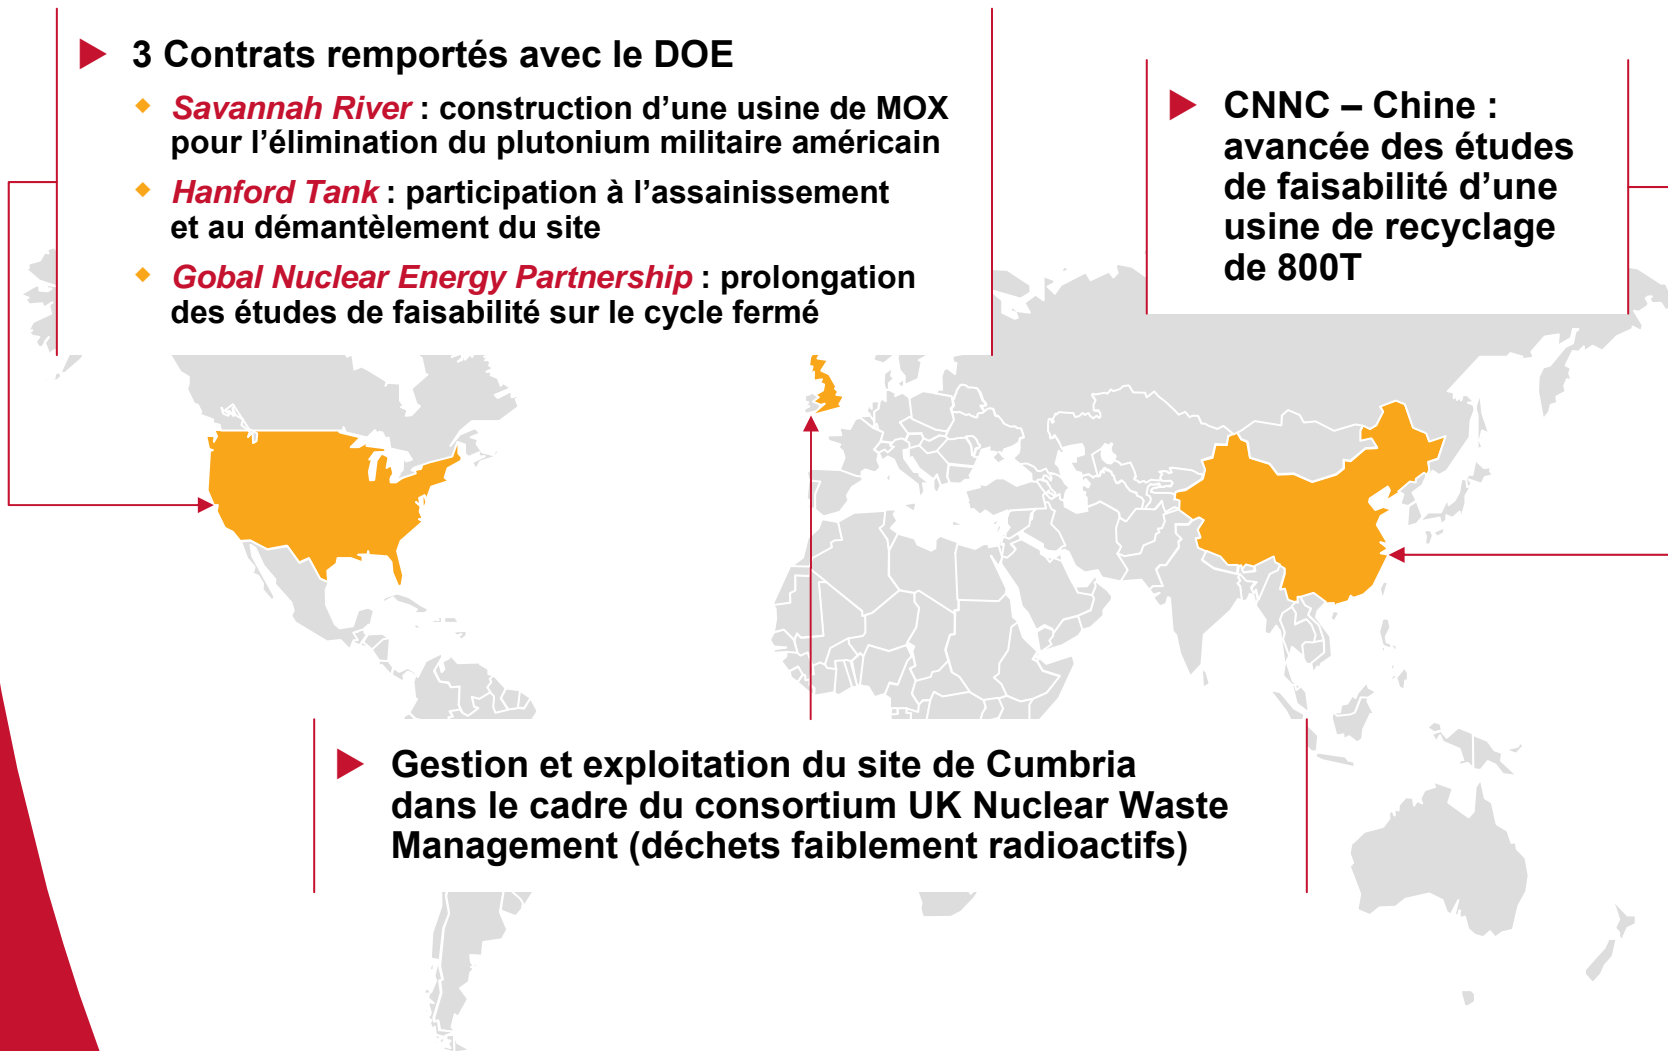 3 Contrats remportés avec le DOE
Savannah River : construction d’une usine de MOX
pour l’élimination du plutonium militaire américain
Hanford Tank : participation à l’assainissement
et au démantèlement du site
Gobal Nuclear Energy Partnership : prolongation
des études de faisabilité sur le cycle fermé
CNNC – Chine :
avancée des études
de faisabilité d’une
usine de recyclage
de 800T
Gestion et exploitation du site de Cumbria
dans le cadre du consortium UK Nuclear Waste
Management (déchets faiblement radioactifs)